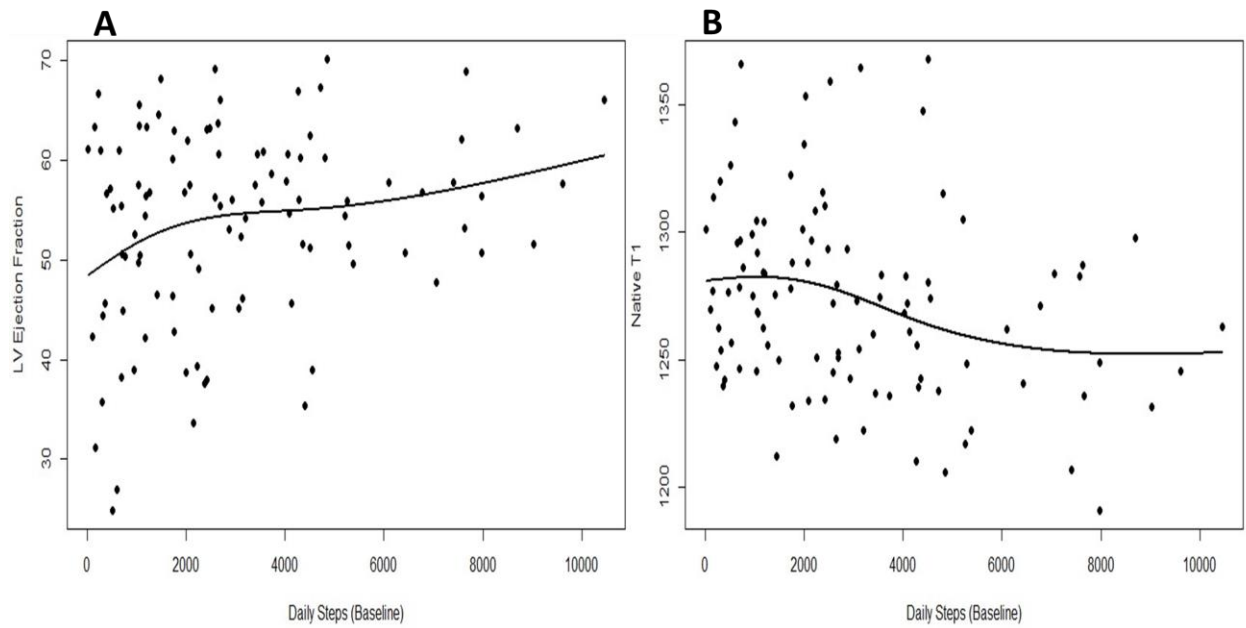 A
LV Ejection Fraction
70
60
50
40
30
0 2000 4000 6000 8000 10000
Daily Steps (Baseline)
B
Native T1
1350
1300
1250
1200
0 2000 4000 6000 8000 10000
Daily Steps (Baseline)